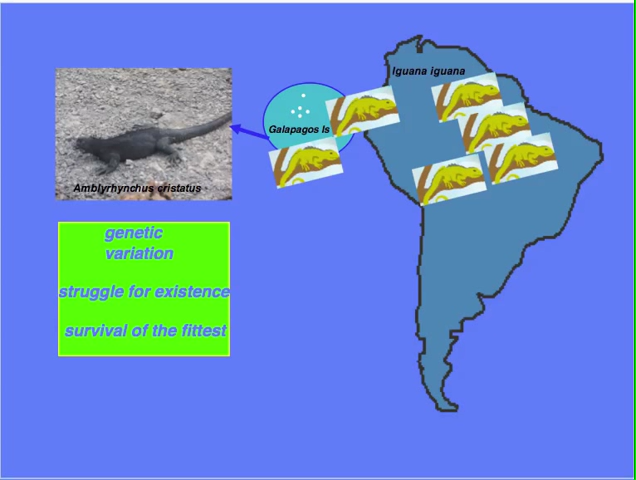 Iguana iguana
Galapagos Is
Amblyrhynchus cristatus
genetic
variation
struggle for existence
survival of the fittest